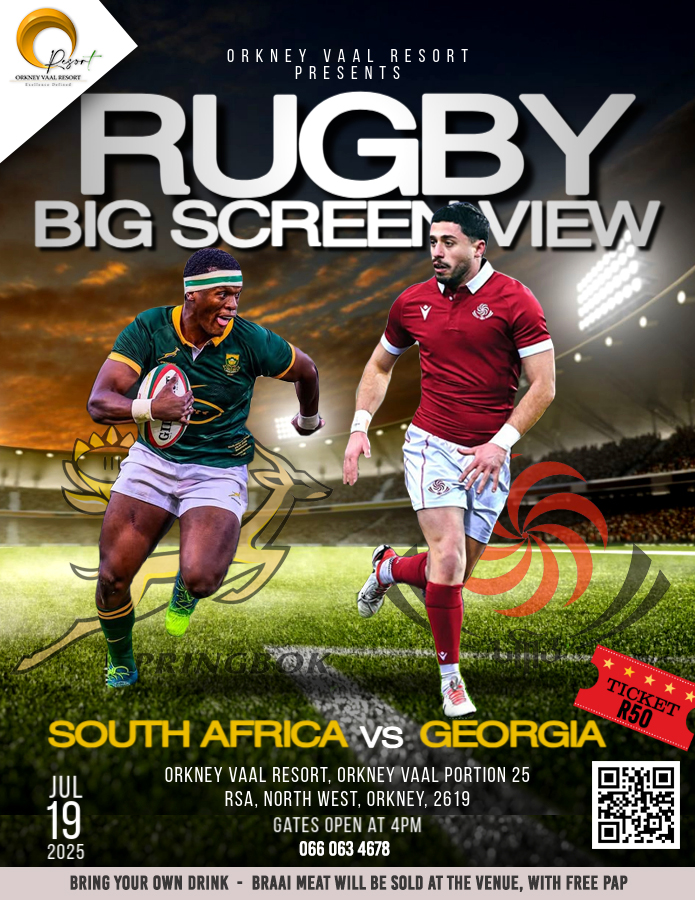 Resort
ORKNEY VAAL RESORT
Excellence Defined
ORKNEY VAAL RESORT
PRESENTS
RUGBY
BIG SCREEN VIEW
SPRINGBOK
TICKET
R50
SOUTH AFRICA VS GEORGIA
ORKNEY VAAL RESORT, ORKNEY VAAL PORTION 25
RSA, NORTH WEST, ORKNEY, 2619
GATES OPEN AT 4PM
066 063 4678
JUL
19
2025
BRING YOUR OWN DRINK - BRAAI MEAT WILL BE SOLD AT THE VENUE, WITH FREE PAP